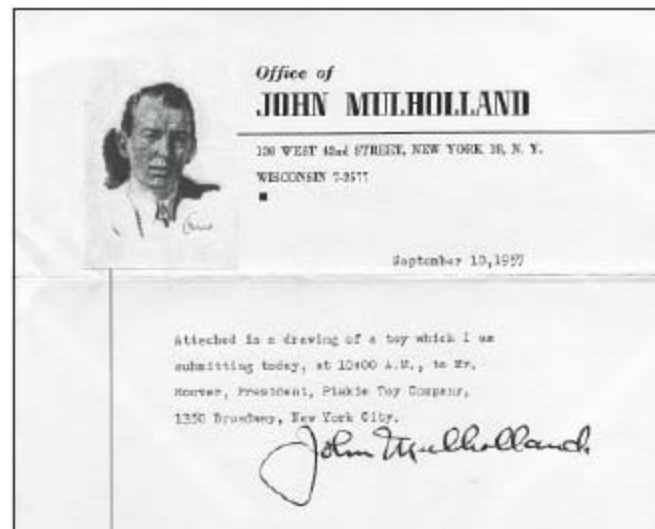 Office of
JOHN MULHOLLAND
130 WEST 42nd STREET, NEW YORK 18, N. Y.
WISCONSIN 7-3577
September 10,1957
Attached is a drawing of a toy which I am
submitting today, at 10:00 A.M., to Mr.
President, Pinkie Toy Company,
1350 Broadway, New York City.
John Mulholland